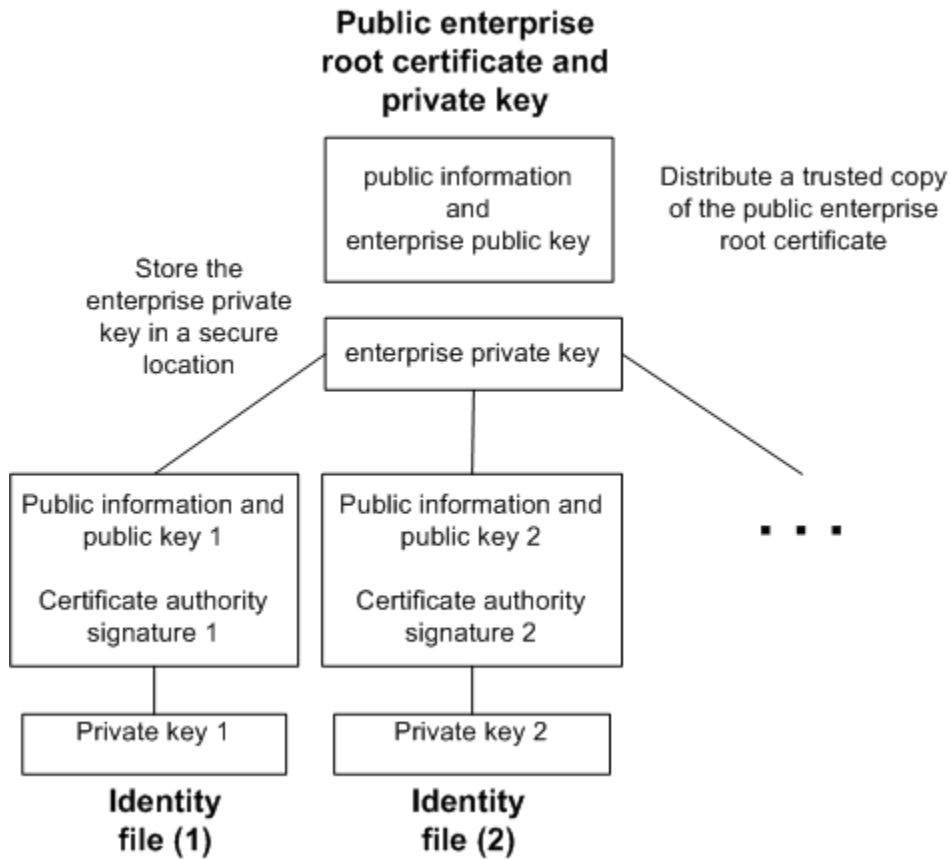 Public enterprise
root certificate and
private key
public information
and
enterprise public key
Distribute a trusted copy
of the public enterprise
root certificate
Store the
enterprise private
key in a secure
location
enterprise private key
Public information and
public key 1
Certificate authority
signature 1
Public information and
public key 2
Certificate authority
signature 2
. . .
Private key 1
Private key 2
Identity
file (1)
Identity
file (2)